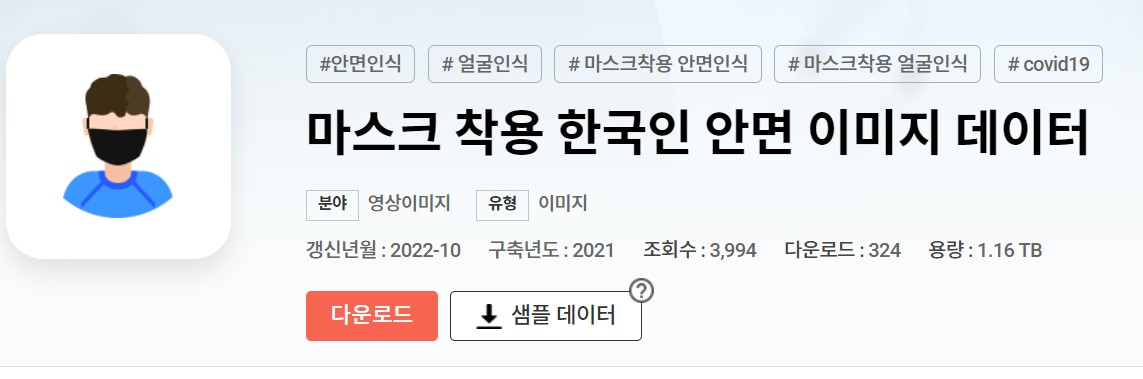 #안면인식 # 얼굴인식 # 마스크착용 안면인식 # 마스크착용 얼굴인식 # covid19
마스크 착용 한국인 안면 이미지 데이터
분야 영상이미지 유형 이미지
갱신년월 : 2022-10 구축년도 : 2021 조회수 : 3,994 다운로드 : 324 용량 : 1.16 TB
다운로드 샘플 데이터 ?